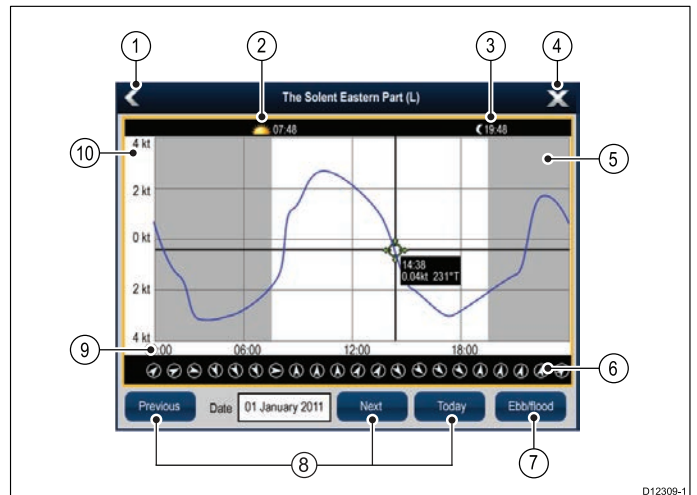 1
2
3
4
The Solent Eastern Part (L)
07:48
19:48
10
4 kt
5
2 kt
0 kt
14:38
0.04kt 231°T
2 kt
4 kt
9
:00
06:00
12:00
18:00
6
Previous
Date
01 January 2011
Next
Today
Ebb/flood
8
7
D12309-1